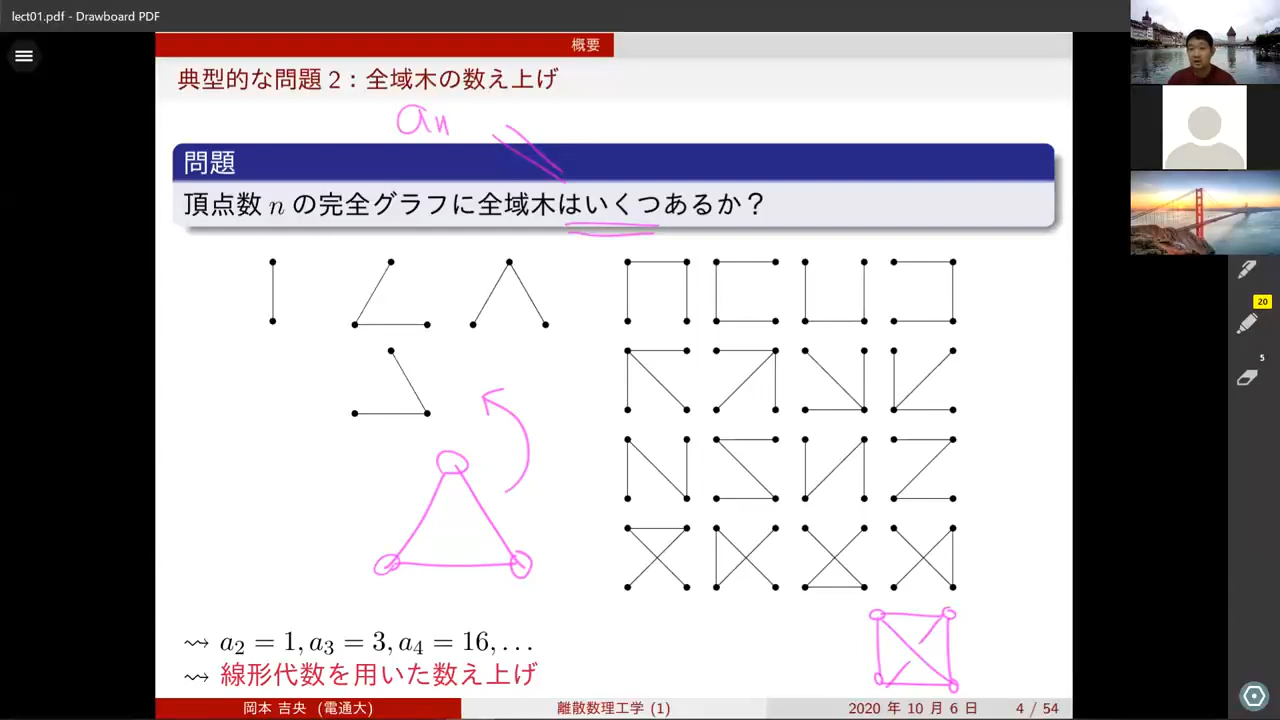 lect01.pdf - Drawboard PDF
概要
典型的な問題 2：全域木の数え上げ
an
問題
頂点数 n の完全グラフに全域木はいくつあるか？
20
5
⇝ a2 = 1, a3 = 3, a4 = 16, . . .
⇝ 線形代数を用いた数え上げ
岡本 吉央 (電通大)
離散数理工学 (1)
2020 年 10 月 6 日
4 / 54